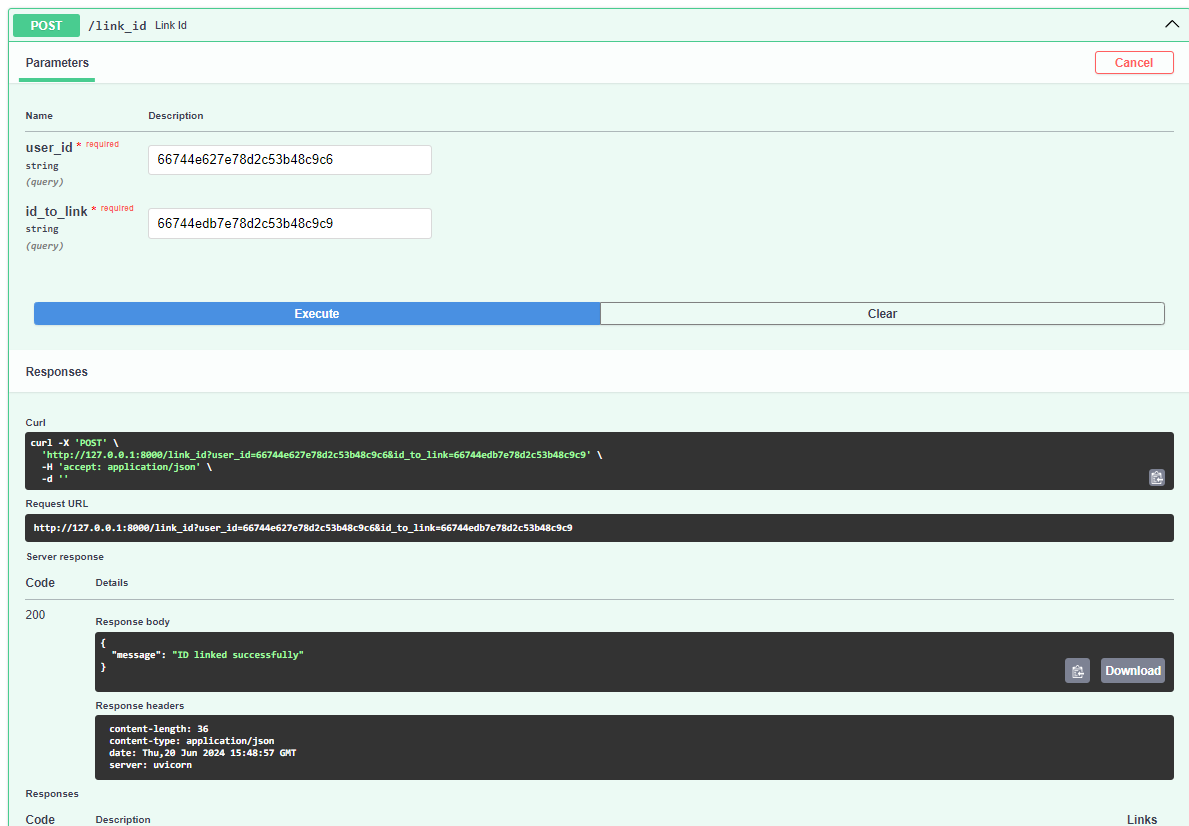 POST /link_id Link Id
Parameters
Cancel
Name Description
user_id * required
string
(query)
66744e627e78d2c53b48c9c6
id_to_link * required
string
(query)
66744edb7e78d2c53b48c9c9
Execute Clear
Responses
Curl
curl -X 'POST' \
'http://127.0.0.1:8000/link_id?user_id=66744e627e78d2c53b48c9c6&id_to_link=66744edb7e78d2c53b48c9c9' \
-H 'accept: application/json' \
-d ''
Request URL
http://127.0.0.1:8000/link_id?user_id=66744e627e78d2c53b48c9c6&id_to_link=66744edb7e78d2c53b48c9c9
Server response
Code Details
200
Response body
{
"message": "ID linked successfully"
}
Download
Response headers
content-length: 36
content-type: application/json
date: Thu,20 Jun 2024 15:48:57 GMT
server: uvicorn
Responses
Code Description Links